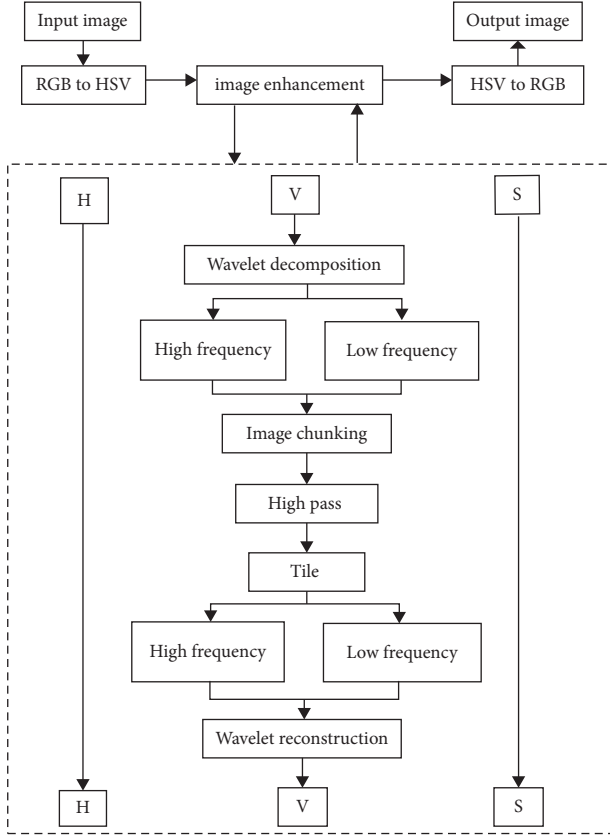 Input image
Output image
RGB to HSV
image enhancement
HSV to RGB
H
V
S
Wavelet decomposition
High frequency
Low frequency
Image chunking
High pass
Tile
High frequency
Low frequency
Wavelet reconstruction
H
V
S